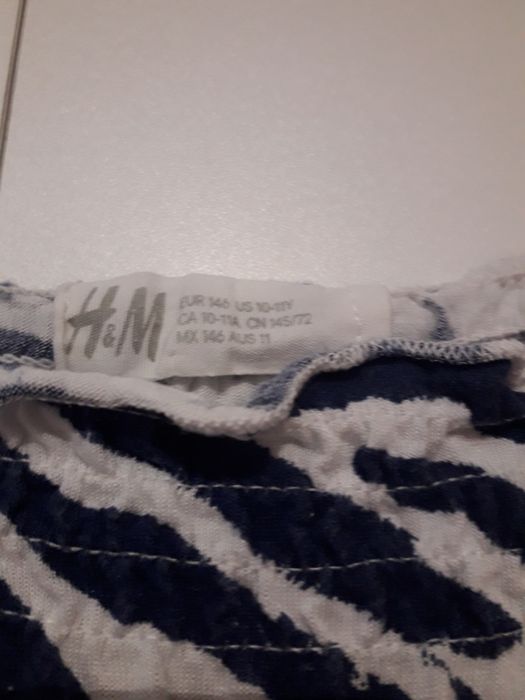 H&M
EUR 146 US 10-11Y
CA 10-11A CN 145/72
MX 146 AUS 11